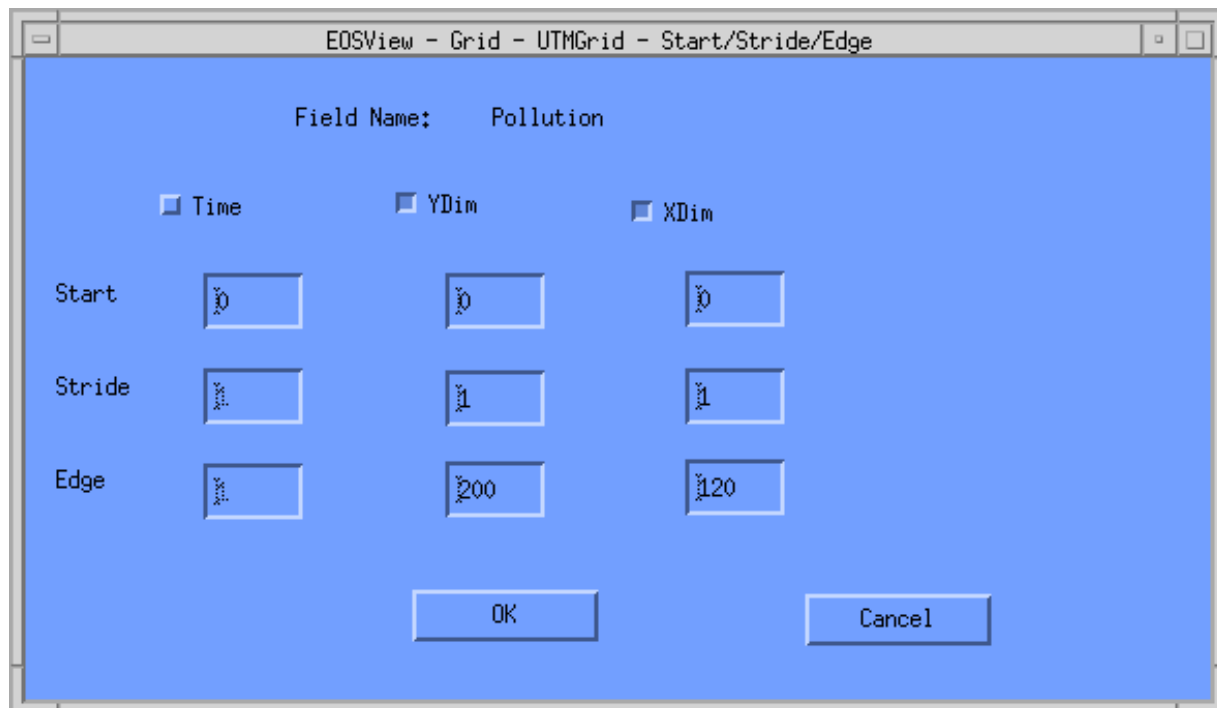 EOSView - Grid - UTMGrid - Start/Stride/Edge
Field Name: Pollution
Time YDim XDim
Start 0 0 0
Stride 1 1 1
Edge 1 200 120
OK Cancel